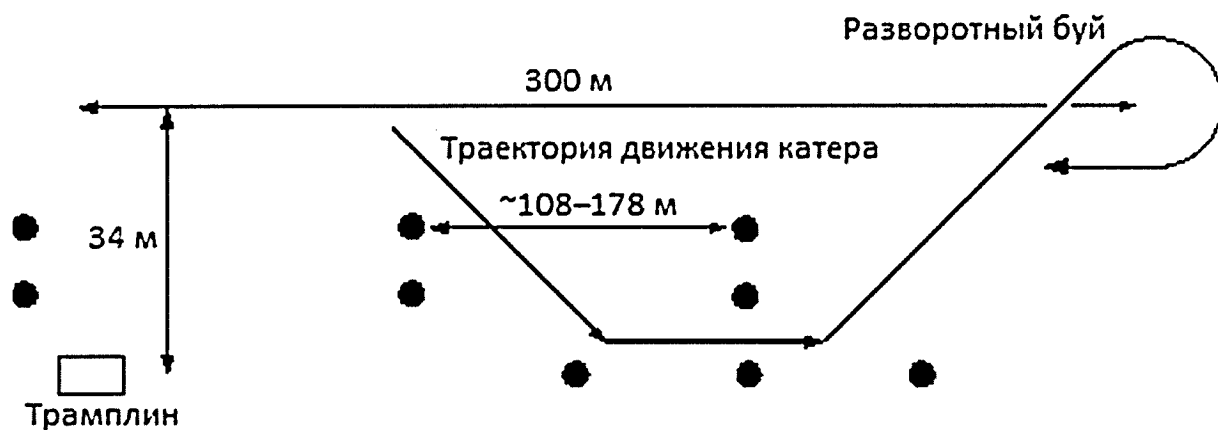 Разворотный буй
300 м
Траектория движения катера
~108–178 м
34 м
Трамплин